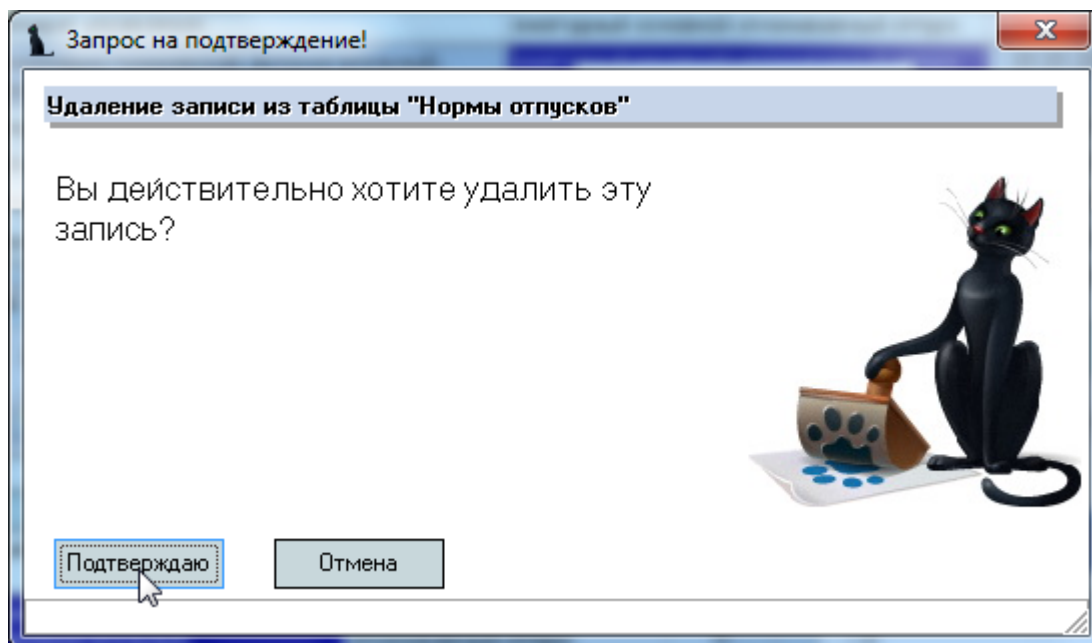 Запрос на подтверждение!
Удаление записи из таблицы "Нормы отпусков"
Вы действительно хотите удалить эту
запись?
Подтверждаю
Отмена